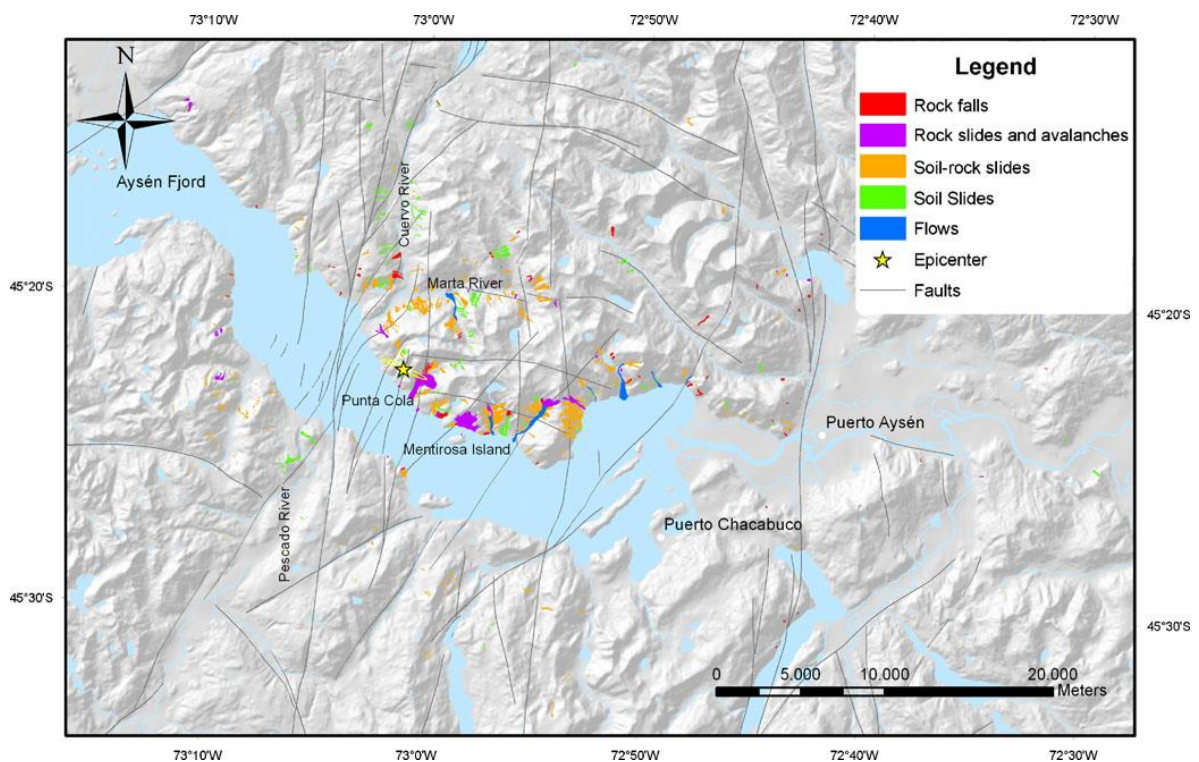 73°10'W 73°0'W 72°50'W 72°40'W 72°30'W
N
Legend
Rock falls
Rock slides and avalanches
Soil-rock slides
Soil Slides
Flows
Epicenter
Faults
Aysén Fjord
Cuervo River
Marta River
45°20'S
45°20'S
Punta Cola
Mentirosa Island
Puerto Aysén
Pescado River
Puerto Chacabuco
45°30'S
45°30'S
0 5.000 10.000 20.000
Meters
73°10'W 73°0'W 72°50'W 72°40'W 72°30'W